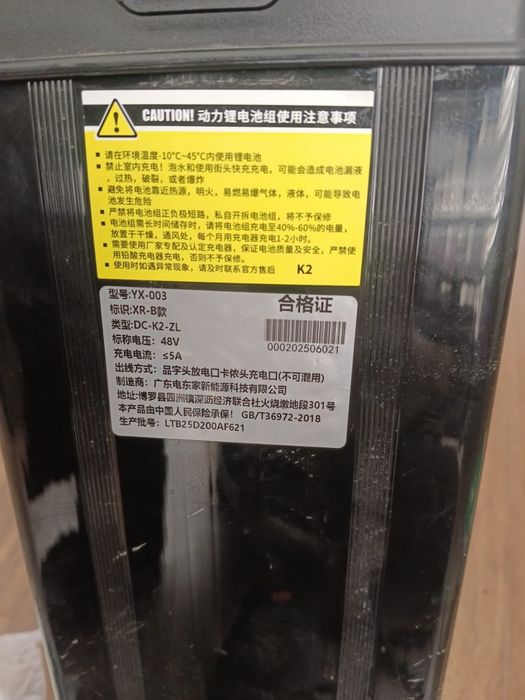 CAUTION! 动力锂电池组使用注意事项
■ 请在环境温度-10°C~45°C内使用锂电池
■ 禁止室内充电！泡水和使用街头快充充电，可能会造成电池漏液
，过热，破裂，或者爆炸
■ 避免将电池靠近热源，明火，易燃易爆气体，液体，可能导致电
池发生危险
■ 严禁将电池组正负极短路，私自开拆电池组，将不予保修
■ 电池组需长时间储存时，请将电池组充电至40%-60%的电量，
放置于干燥，通风处，每个月用充电器充电1-2小时。
■ 需要使用厂家专配及认定充电器，保证电池质量及安全，严禁使
用铅酸充电器充电，否则不予保修。
■ 使用时如遇异常现象，请及时联系官方售后 K2
型号:YX-003
合格证
标识:XR-B款
类型:DC-K2-ZL
标称电压: 48V
000202506021
充电电流: ≤5A
出线方式: 品字头放电口卡侬头充电口(不可混用)
制造商: 广东电东家新能源科技有限公司
地址:博罗县园洲镇深沥经济联合社火烧墩地段301号
本产品由中国人民保险承保! GB/T36972-2018
生产批号: LTB25D200AF621